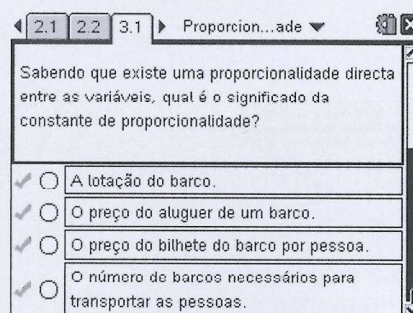 2.1 2.2 3.1 Proporcion...ade
Sabendo que existe uma proporcionalidade directa
entre as variáveis, qual é o significado da
constante de proporcionalidade?
A lotação do barco.
O preço do aluguer de um barco.
O preço do bilhete do barco por pessoa.
O número de barcos necessários para
transportar as pessoas.